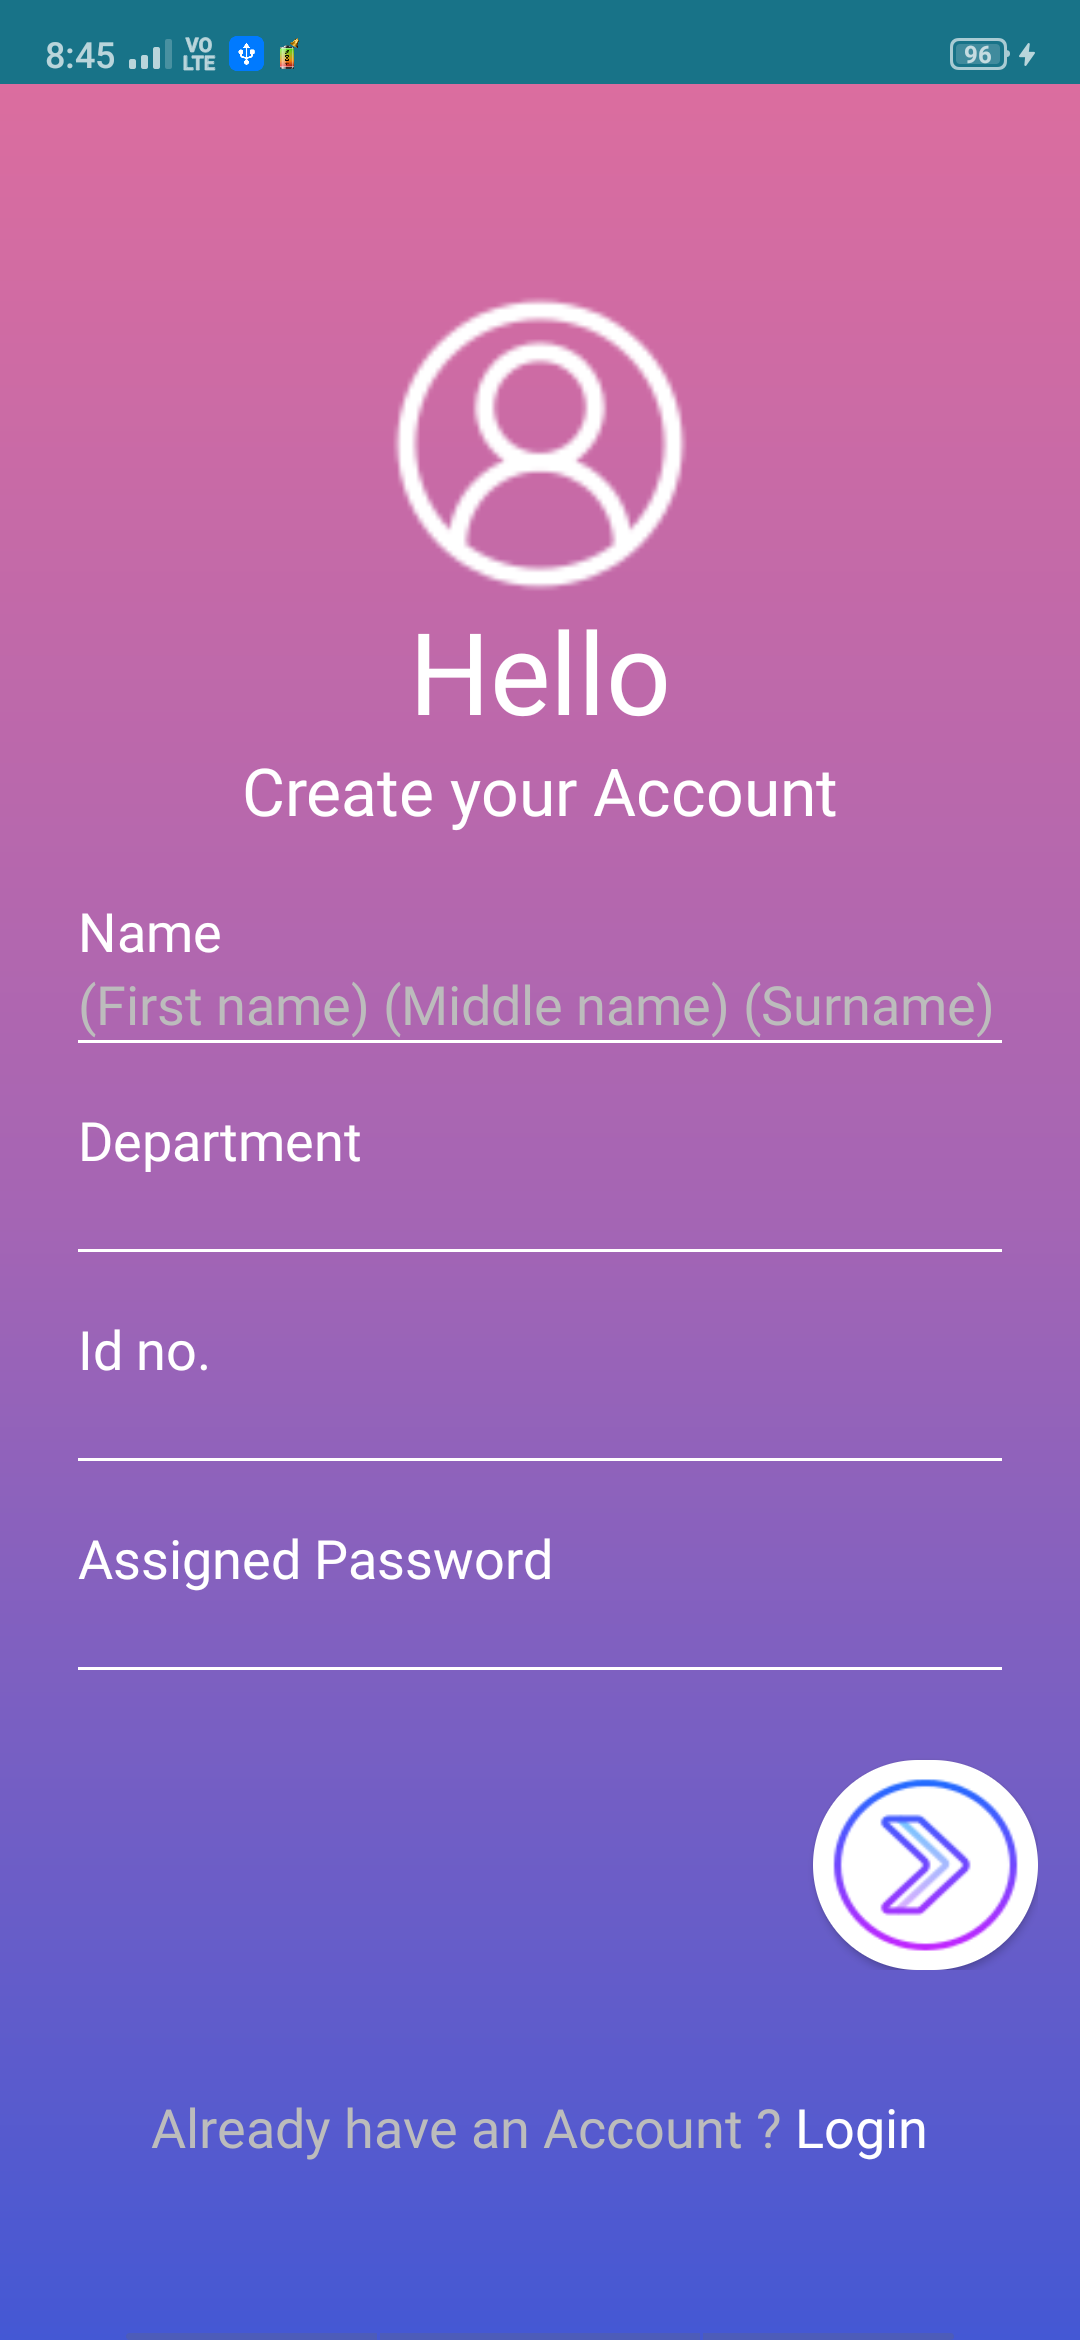 8:45 VO LTE 96
Hello
Create your Account
Name
(First name) (Middle name) (Surname)
Department
Id no.
Assigned Password
Already have an Account ? Login